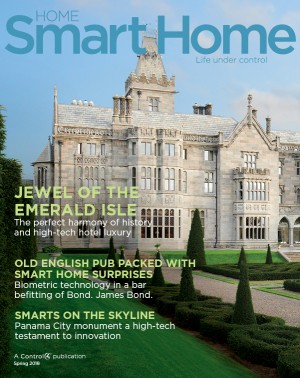 HOME
Smart Home
Life under control
JEWEL OF THE
EMERALD ISLE
The perfect harmony of history
and high-tech hotel luxury
OLD ENGLISH PUB PACKED WITH
SMART HOME SURPRISES
Biometric technology in a bar
befitting of Bond. James Bond.
SMARTS ON THE SKYLINE
Panama City monument a high-tech
testament to innovation
A Control4 publication
Spring 2018